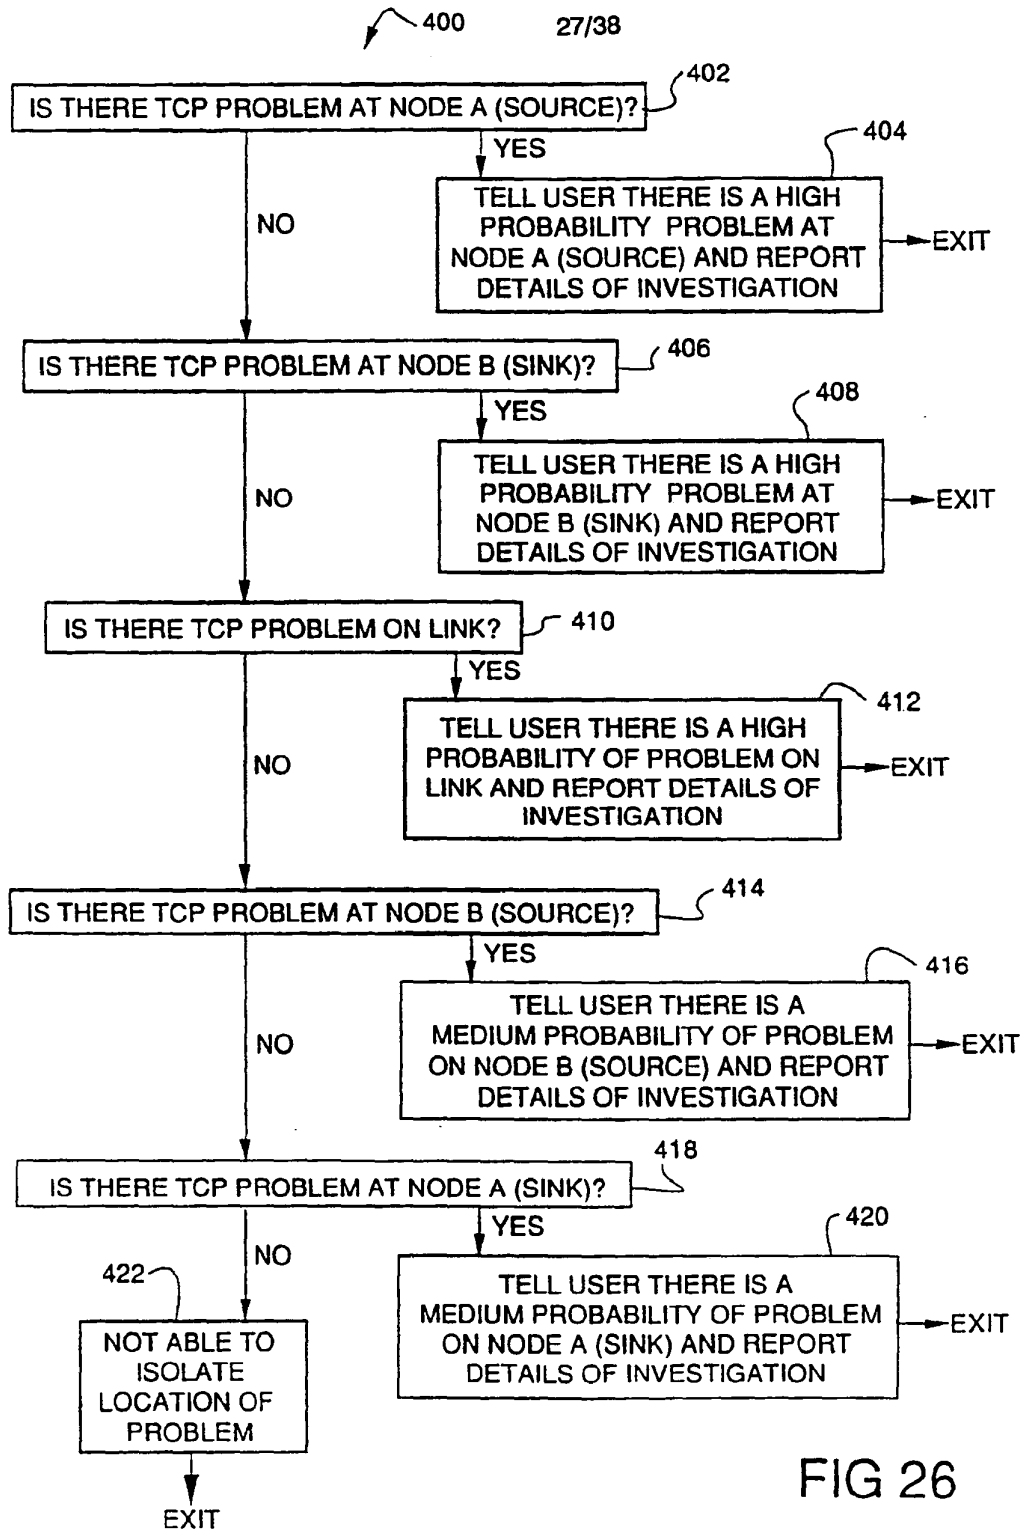 400
27/38
402
IS THERE TCP PROBLEM AT NODE A (SOURCE)?
YES
404
NO
TELL USER THERE IS A HIGH
PROBABILITY PROBLEM AT
NODE A (SOURCE) AND REPORT
DETAILS OF INVESTIGATION
EXIT
406
IS THERE TCP PROBLEM AT NODE B (SINK)?
YES
408
NO
TELL USER THERE IS A HIGH
PROBABILITY PROBLEM AT
NODE B (SINK) AND REPORT
DETAILS OF INVESTIGATION
EXIT
IS THERE TCP PROBLEM ON LINK?
410
YES
412
NO
TELL USER THERE IS A HIGH
PROBABILITY OF PROBLEM ON
LINK AND REPORT DETAILS OF
INVESTIGATION
EXIT
414
IS THERE TCP PROBLEM AT NODE B (SOURCE)?
YES
416
NO
TELL USER THERE IS A
MEDIUM PROBABILITY OF PROBLEM
ON NODE B (SOURCE) AND REPORT
DETAILS OF INVESTIGATION
EXIT
418
IS THERE TCP PROBLEM AT NODE A (SINK)?
YES
420
NO
422
TELL USER THERE IS A
MEDIUM PROBABILITY OF PROBLEM
ON NODE A (SINK) AND REPORT
DETAILS OF INVESTIGATION
EXIT
NOT ABLE TO
ISOLATE
LOCATION OF
PROBLEM
EXIT
FIG 26